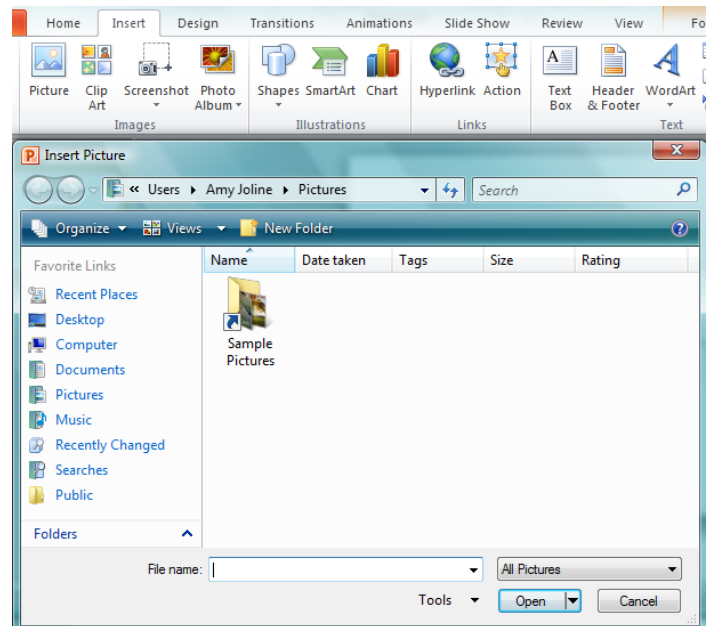 Home Insert Design Transitions Animations Slide Show Review View Fo
Picture Clip Art Screenshot Photo Album Shapes SmartArt Chart Hyperlink Action Text Box Header & Footer WordArt
Images Illustrations Links Text
P Insert Picture
« Users Amy Joline Pictures Search
Organize Views New Folder ?
Favorite Links Name Date taken Tags Size Rating
Recent Places
Desktop
Computer
Documents
Pictures
Music
Recently Changed
Searches
Public
Sample
Pictures
Folders
File name: All Pictures
Tools Open Cancel